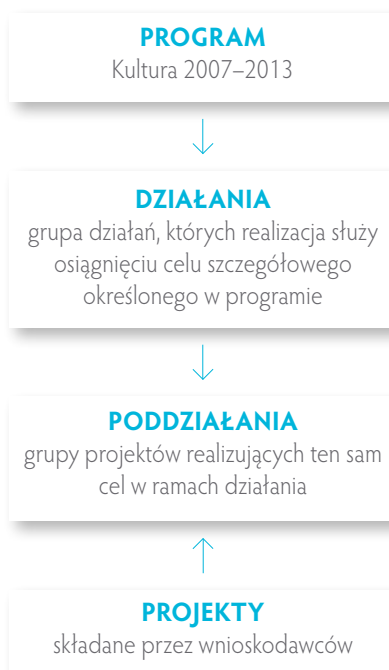 PROGRAM
Kultura 2007–2013
DZIAŁANIA
grupa działań, których realizacja służy
osiągnięciu celu szczegółowego
określonego w programie
PODDZIAŁANIA
grupy projektów realizujących ten sam
cel w ramach działania
PROJEKTY
składane przez wnioskodawców